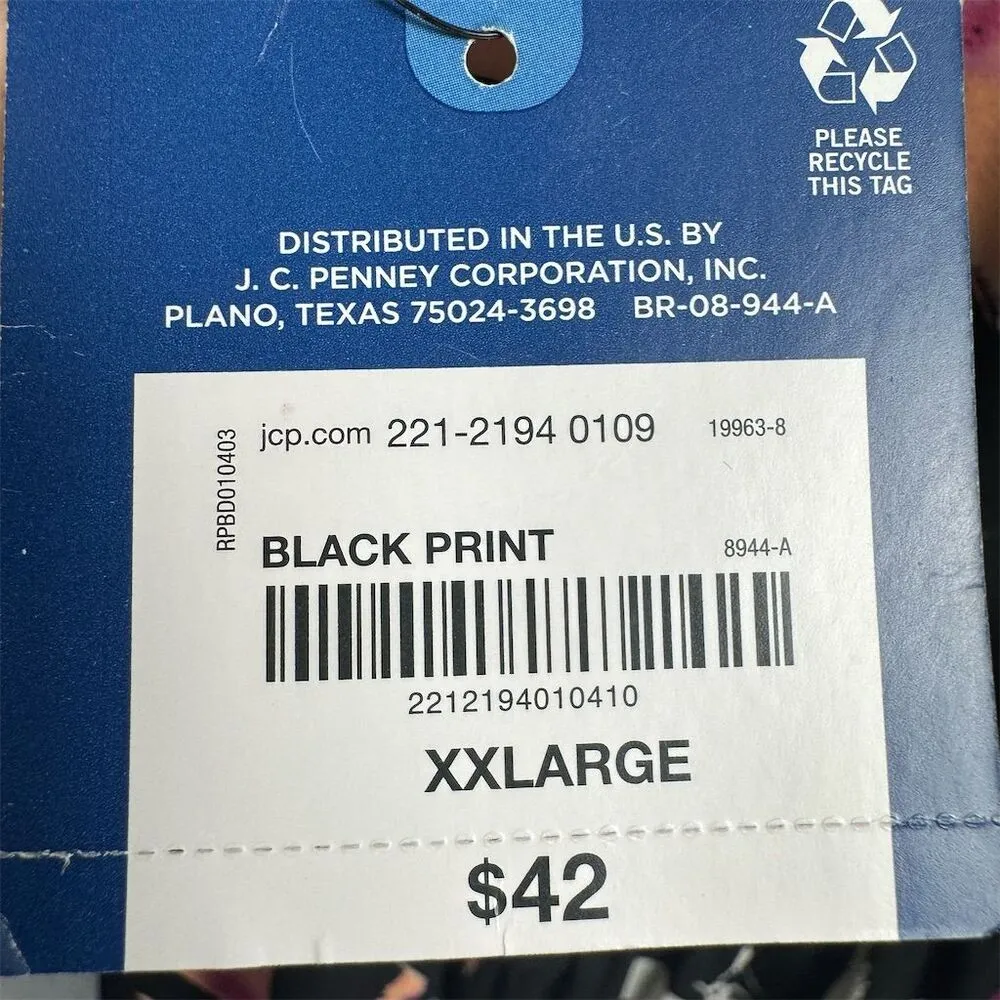 PLEASE
RECYCLE
THIS TAG
DISTRIBUTED IN THE U.S. BY
J. C. PENNEY CORPORATION, INC.
PLANO, TEXAS 75024-3698 BR-08-944-A
RPBD010403
jcp.com 221-2194 0109 19963-8
BLACK PRINT 8944-A
2212194010410
XXLARGE
$42